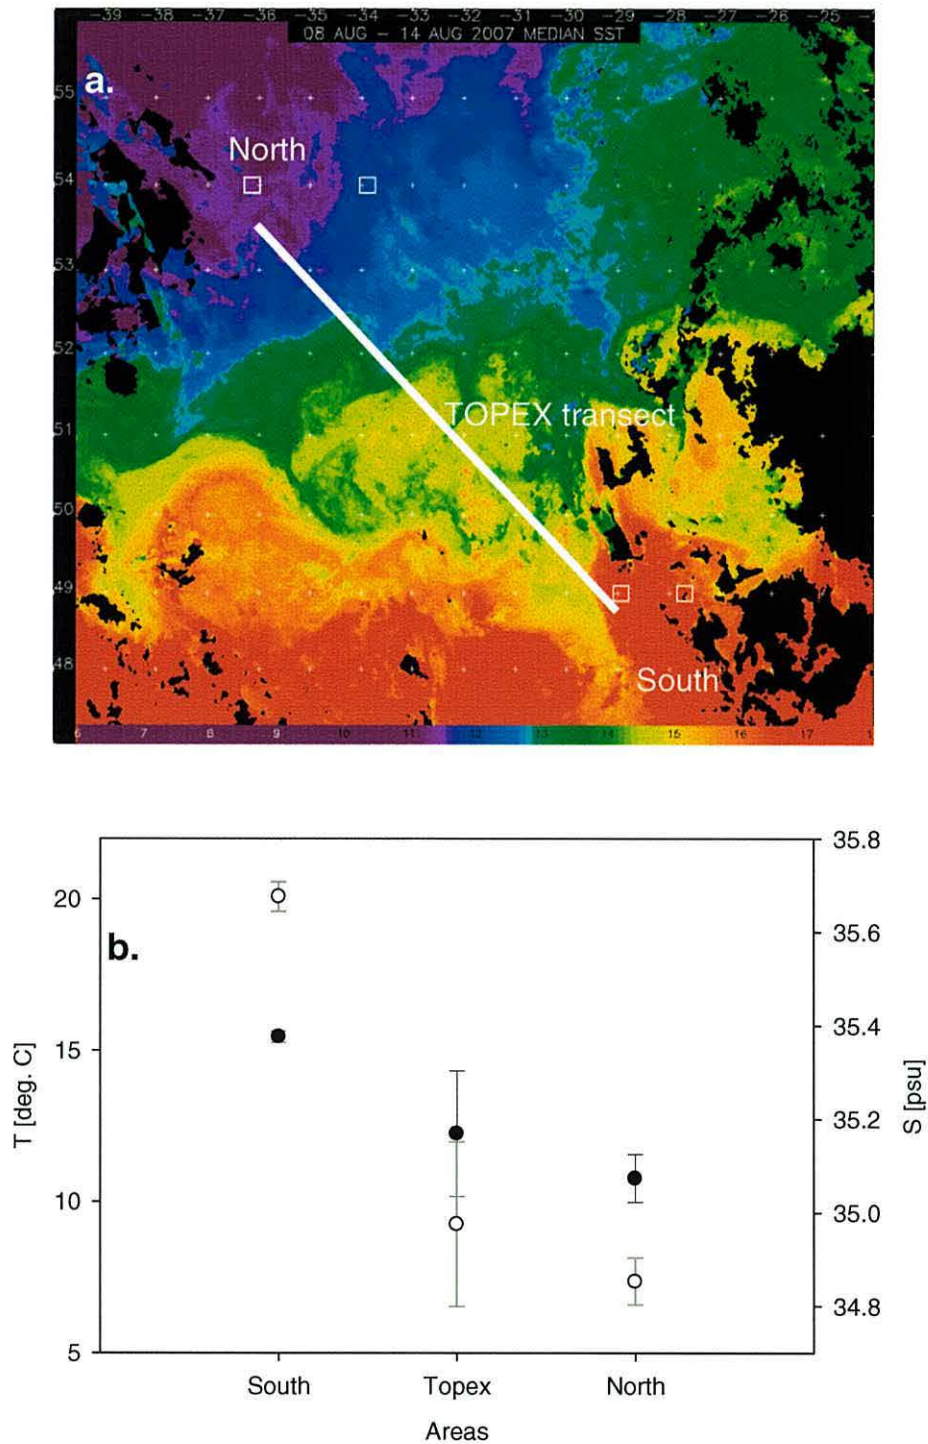 -39 -38 -37 -36 -35 -34 -33 -32 -31 -30 -29 -28 -27 -26 -25
08 AUG - 14 AUG 2007 MEDIAN SST
a.
55
North
54
53
52
TOPEX transect
51
50
49
48
South
6 7 8 9 10 11 12 13 14 15 16 17
35.8
20
35.6
b.
35.4
15
T [deg. C]
S [psu]
35.2
10
35.0
34.8
5
South Topex North
Areas